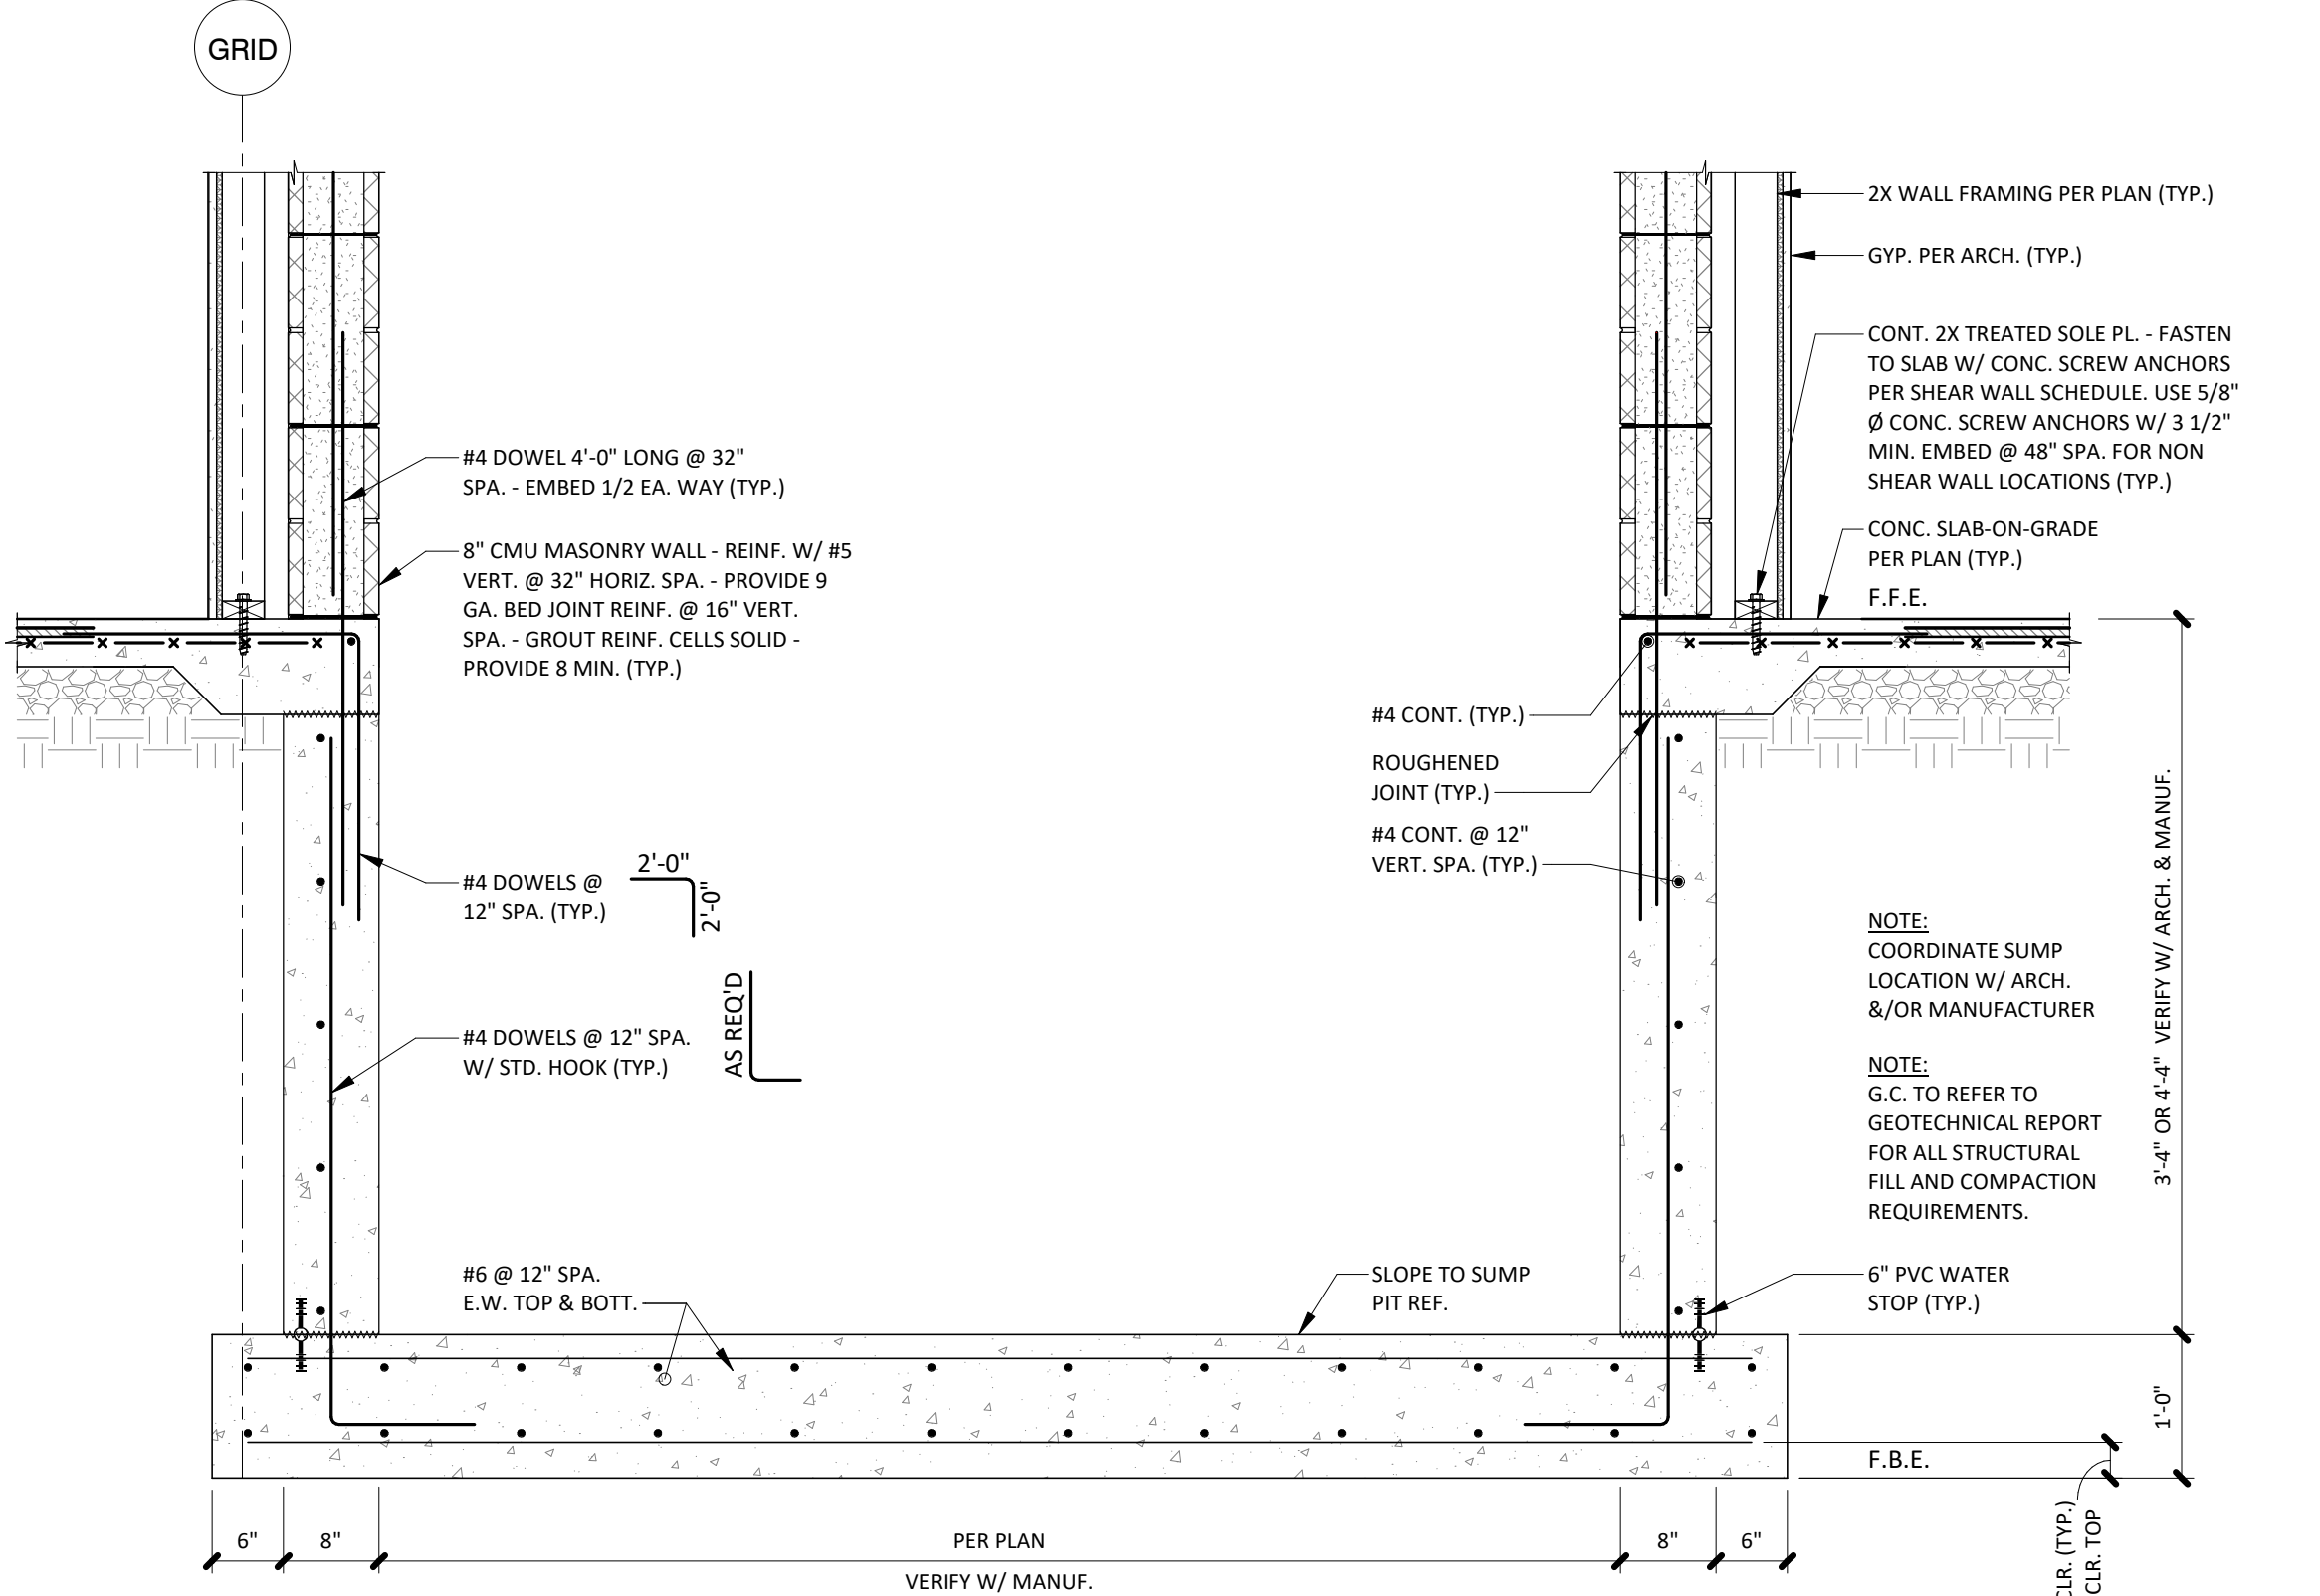 GRID
2X WALL FRAMING PER PLAN (TYP.)
GYP. PER ARCH. (TYP.)
CONT. 2X TREATED SOLE PL. - FASTEN
TO SLAB W/ CONC. SCREW ANCHORS
PER SHEAR WALL SCHEDULE. USE 5/8"
Ø CONC. SCREW ANCHORS W/ 3 1/2"
MIN. EMBED @ 48" SPA. FOR NON
SHEAR WALL LOCATIONS (TYP.)
CONC. SLAB-ON-GRADE
PER PLAN (TYP.)
F.F.E.
#4 DOWEL 4'-0" LONG @ 32"
SPA. - EMBED 1/2 EA. WAY (TYP.)
8" CMU MASONRY WALL - REINF. W/ #5
VERT. @ 32" HORIZ. SPA. - PROVIDE 9
GA. BED JOINT REINF. @ 16" VERT.
SPA. - GROUT REINF. CELLS SOLID -
PROVIDE 8 MIN. (TYP.)
#4 CONT. (TYP.)
ROUGHENED
JOINT (TYP.)
#4 CONT. @ 12"
VERT. SPA. (TYP.)
#4 DOWELS @
12" SPA. (TYP.)
2'-0"
2'-0"
#4 DOWELS @ 12" SPA.
W/ STD. HOOK (TYP.)
AS REQ'D
NOTE:
COORDINATE SUMP
LOCATION W/ ARCH.
&/OR MANUFACTURER
NOTE:
G.C. TO REFER TO
GEOTECHNICAL REPORT
FOR ALL STRUCTURAL
FILL AND COMPACTION
REQUIREMENTS.
3'-4" OR 4'-4" VERIFY W/ ARCH. & MANUF.
#6 @ 12" SPA.
E.W. TOP & BOTT.
SLOPE TO SUMP
PIT REF.
6" PVC WATER
STOP (TYP.)
1'-0"
F.B.E.
CLR. (TYP.)
CLR. TOP
6"
8"
PER PLAN
VERIFY W/ MANUF.
8"
6"